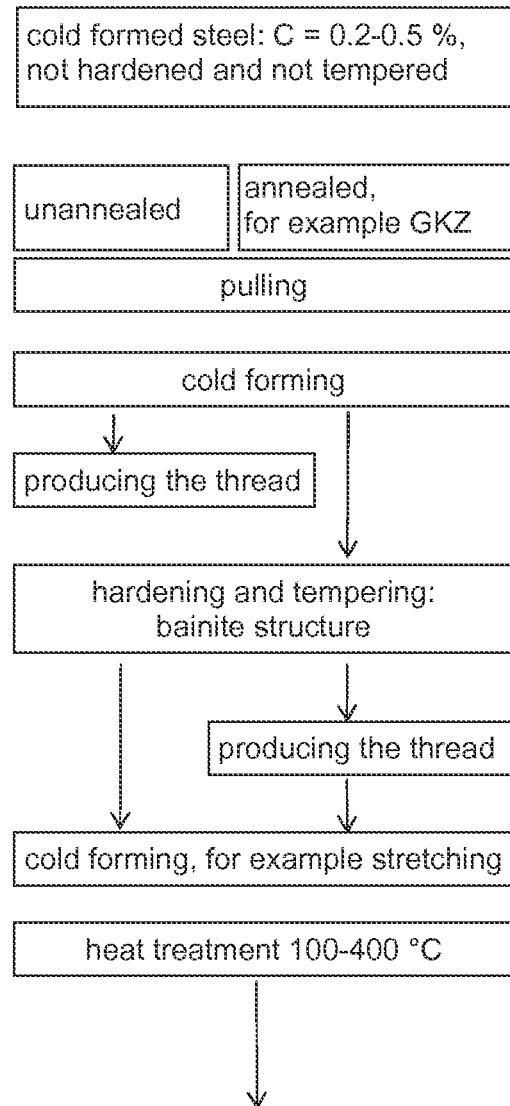 cold formed steel: C = 0.2-0.5 %,
not hardened and not tempered
unannealed
annealed,
for example GKZ
pulling
cold forming
producing the thread
hardening and tempering:
bainite structure
producing the thread
cold forming, for example stretching
heat treatment 100-400 °C